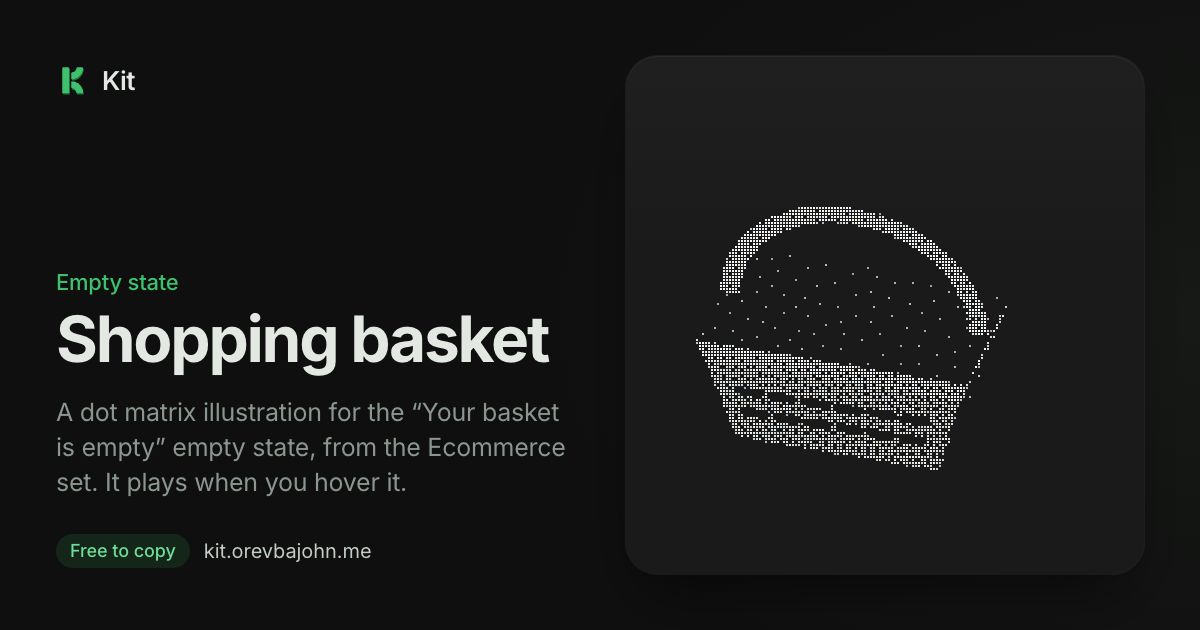 Kit
Empty state
Shopping basket
A dot matrix illustration for the “Your basket
is empty” empty state, from the Ecommerce
set. It plays when you hover it.
Free to copy
kit.orevbajohn.me